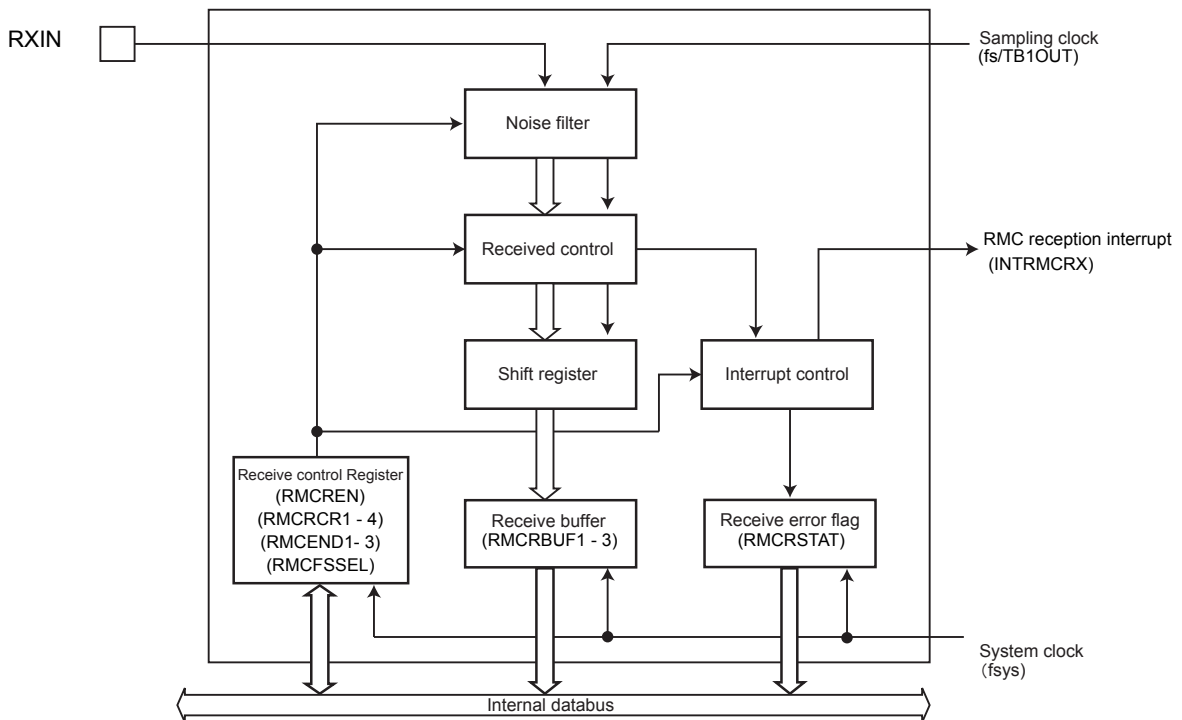 RXIN
Sampling clock
(fs/TB1OUT)
Noise filter
Received control
RMC reception interrupt
(INTRMCRX)
Shift register
Interrupt control
Receive control Register
(RMCREN)
(RMCRCR1 - 4)
(RMCEND1- 3)
(RMCFSSEL)
Receive buffer
(RMCRBUF1 - 3)
Receive error flag
(RMCRSTAT)
System clock
(fsys)
Internal databus